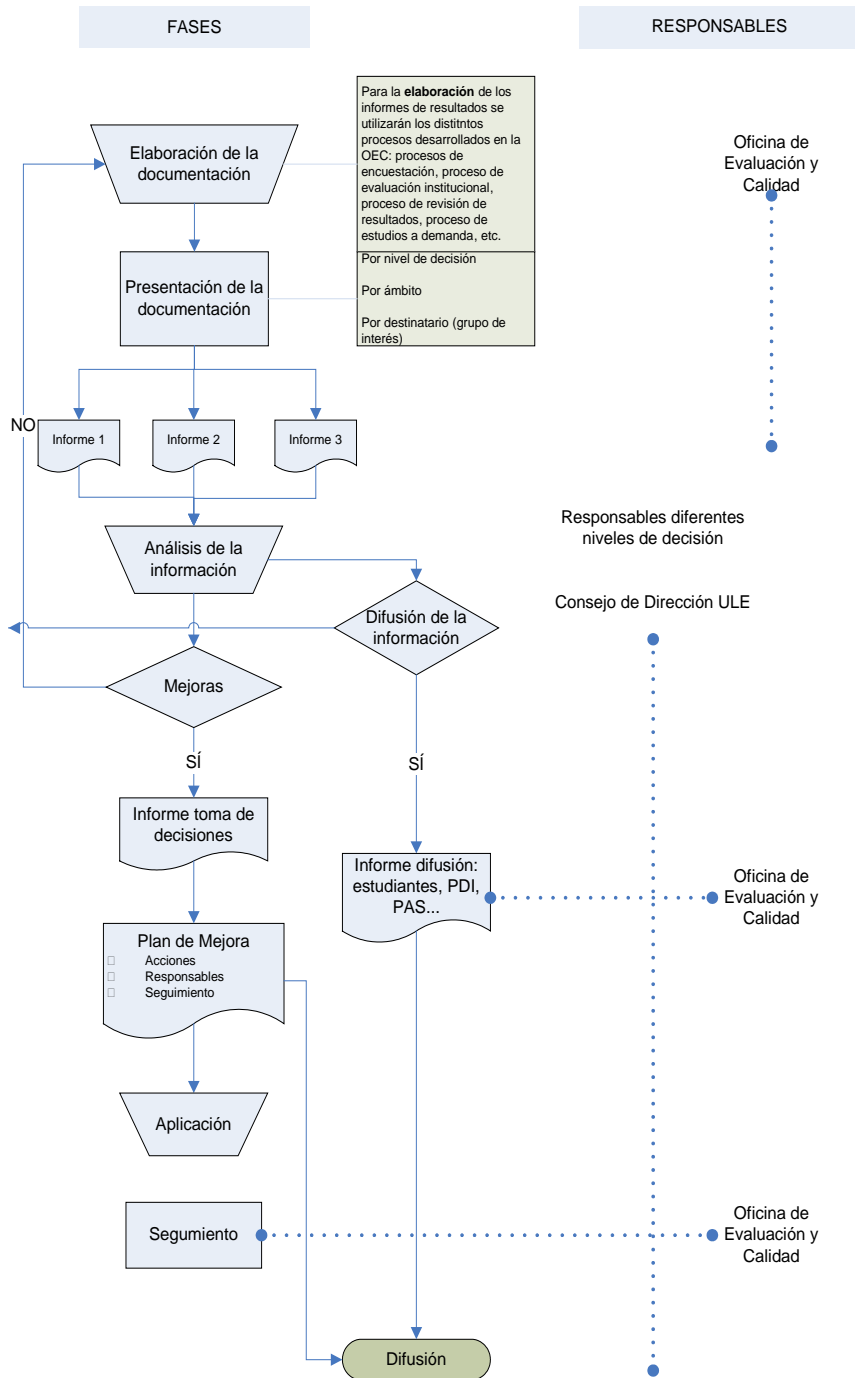 FASES
RESPONSABLES
Elaboración de la
documentación
Para la elaboración de los
informes de resultados se
utilizarán los distitntos
procesos desarrollados en la
OEC: procesos de
encuestación, proceso de
evaluación institucional,
proceso de revisión de
resultados, proceso de
estudios a demanda, etc.
Oficina de
Evaluación y
Calidad
Presentación de la
documentación
Por nivel de decisión
Por ámbito
Por destinatario (grupo de
interés)
NO
Informe 1
Informe 2
Informe 3
Responsables diferentes
niveles de decisión
Análisis de la
información
Consejo de Dirección ULE
Difusión de la
información
Mejoras
SÍ
SÍ
Informe toma de
decisiones
Informe difusión:
estudiantes, PDI,
PAS...
Oficina de
Evaluación y
Calidad
Plan de Mejora
Acciones
Responsables
Seguimiento
Aplicación
Segumiento
Oficina de
Evaluación y
Calidad
Difusión